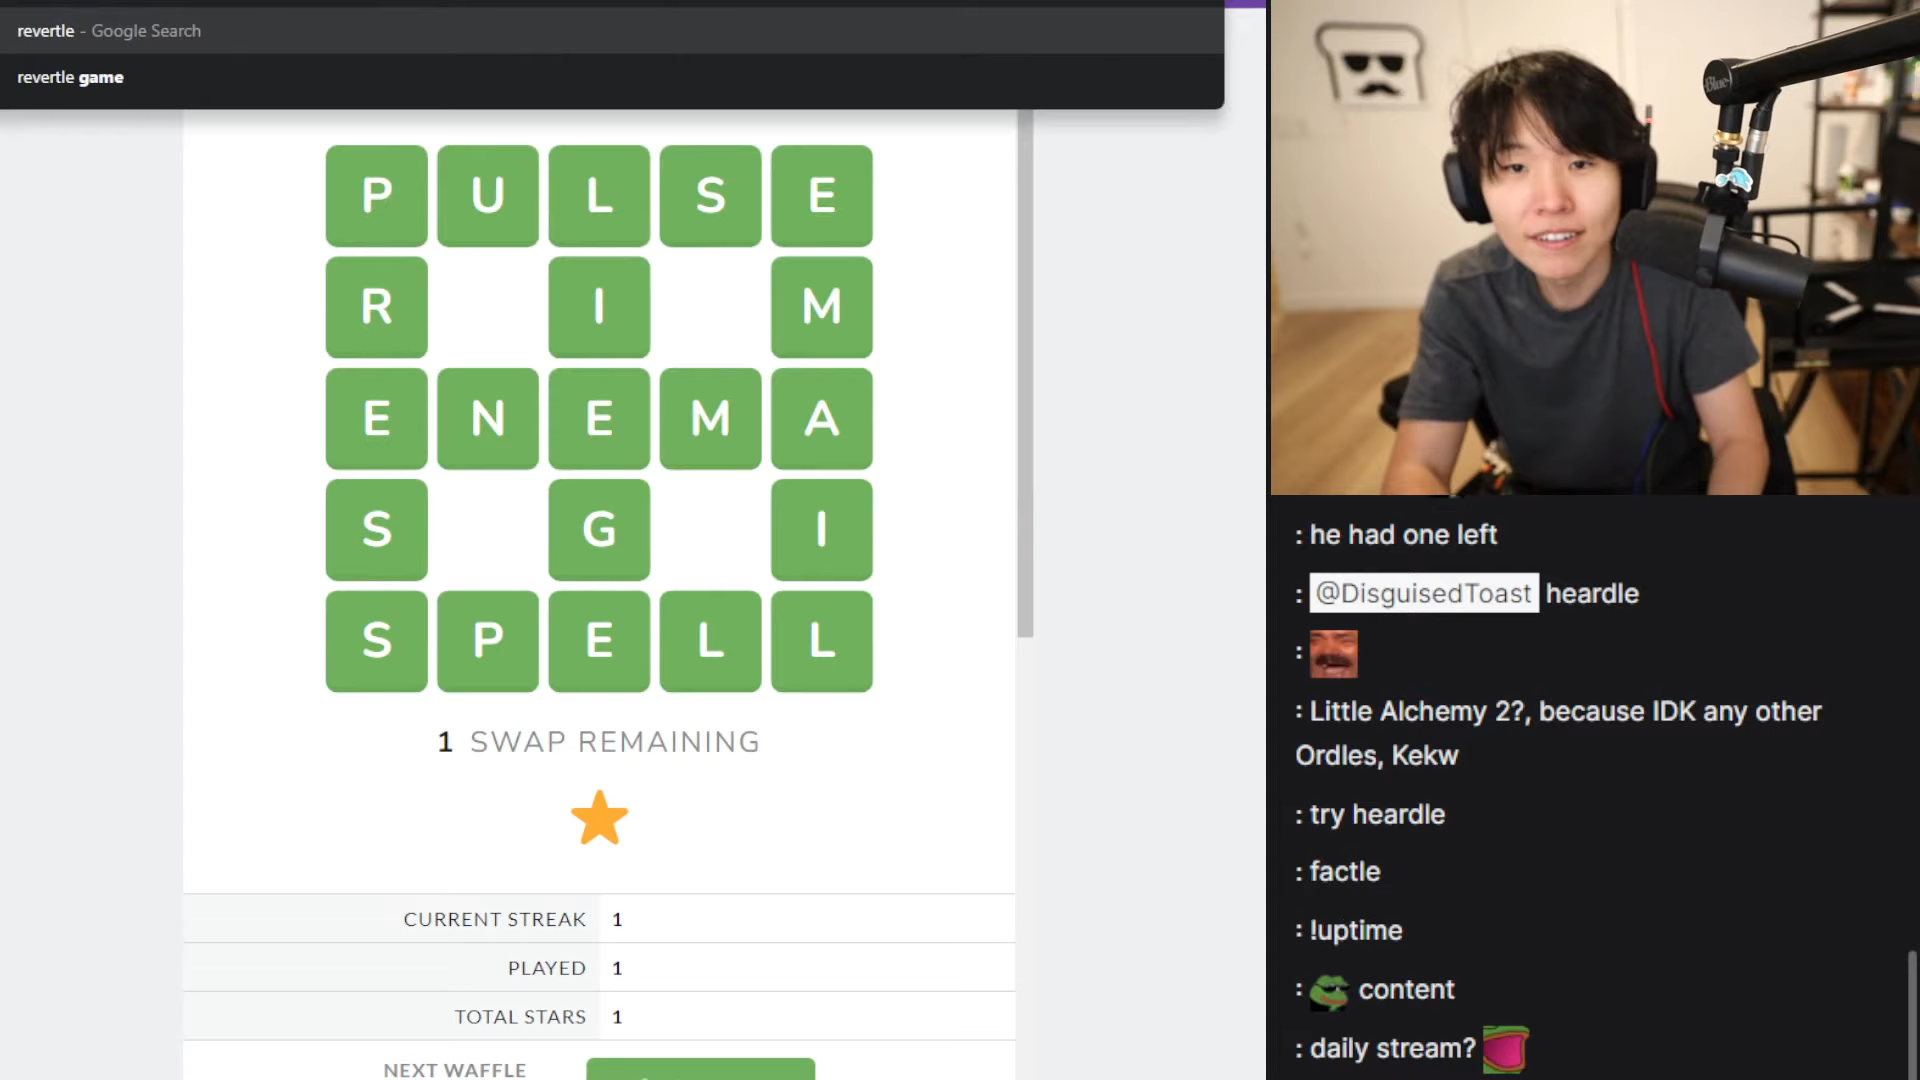 revertle - Google Search
revertle game
P U L S E
R I M
E N E M A
S G I
S P E L L
1 SWAP REMAINING
CURRENT STREAK 1
PLAYED 1
TOTAL STARS 1
NEXT WAFFLE
Blue
: he had one left
: @DisguisedToast heardle
:
: Little Alchemy 2?, because IDK any other
Ordles, Kekw
: try heardle
: factle
: !uptime
: content
: daily stream?